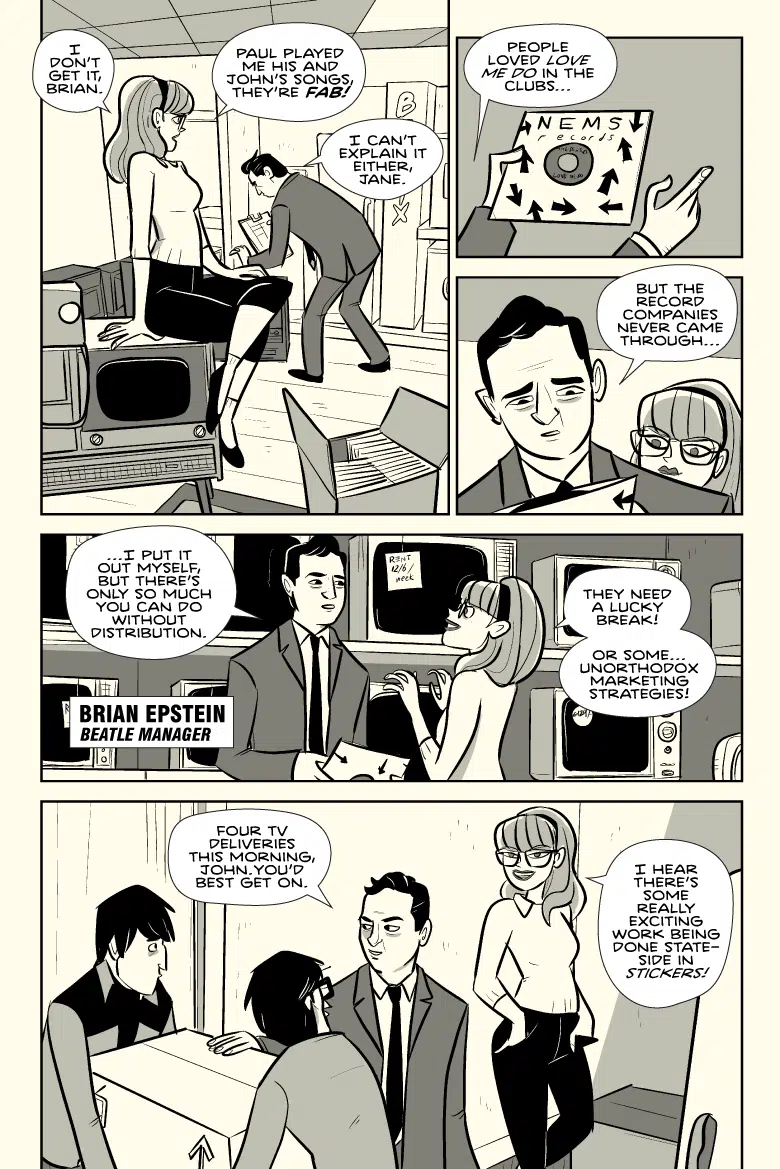 I
DON'T
GET IT,
BRIAN.
PAUL PLAYED
ME HIS AND
JOHN'S SONGS,
THEY'RE FAB!
I CAN'T
EXPLAIN IT
EITHER,
JANE.
B
X
PEOPLE
LOVED LOVE
ME DO IN THE
CLUBS...
NEMS
records
LOVE ME DO
BUT THE
RECORD
COMPANIES
NEVER CAME
THROUGH...
...I PUT IT
OUT MYSELF,
BUT THERE'S
ONLY SO MUCH
YOU CAN DO
WITHOUT
DISTRIBUTION.
RENT
12/6/
week
THEY NEED
A LUCKY
BREAK!
OR SOME...
UNORTHODOX
MARKETING
STRATEGIES!
BRIAN EPSTEIN
BEATLE MANAGER
FOUR TV
DELIVERIES
THIS MORNING,
JOHN. YOU'D
BEST GET ON.
I HEAR
THERE'S
SOME
REALLY
EXCITING
WORK BEING
DONE STATE-
SIDE IN
STICKERS!